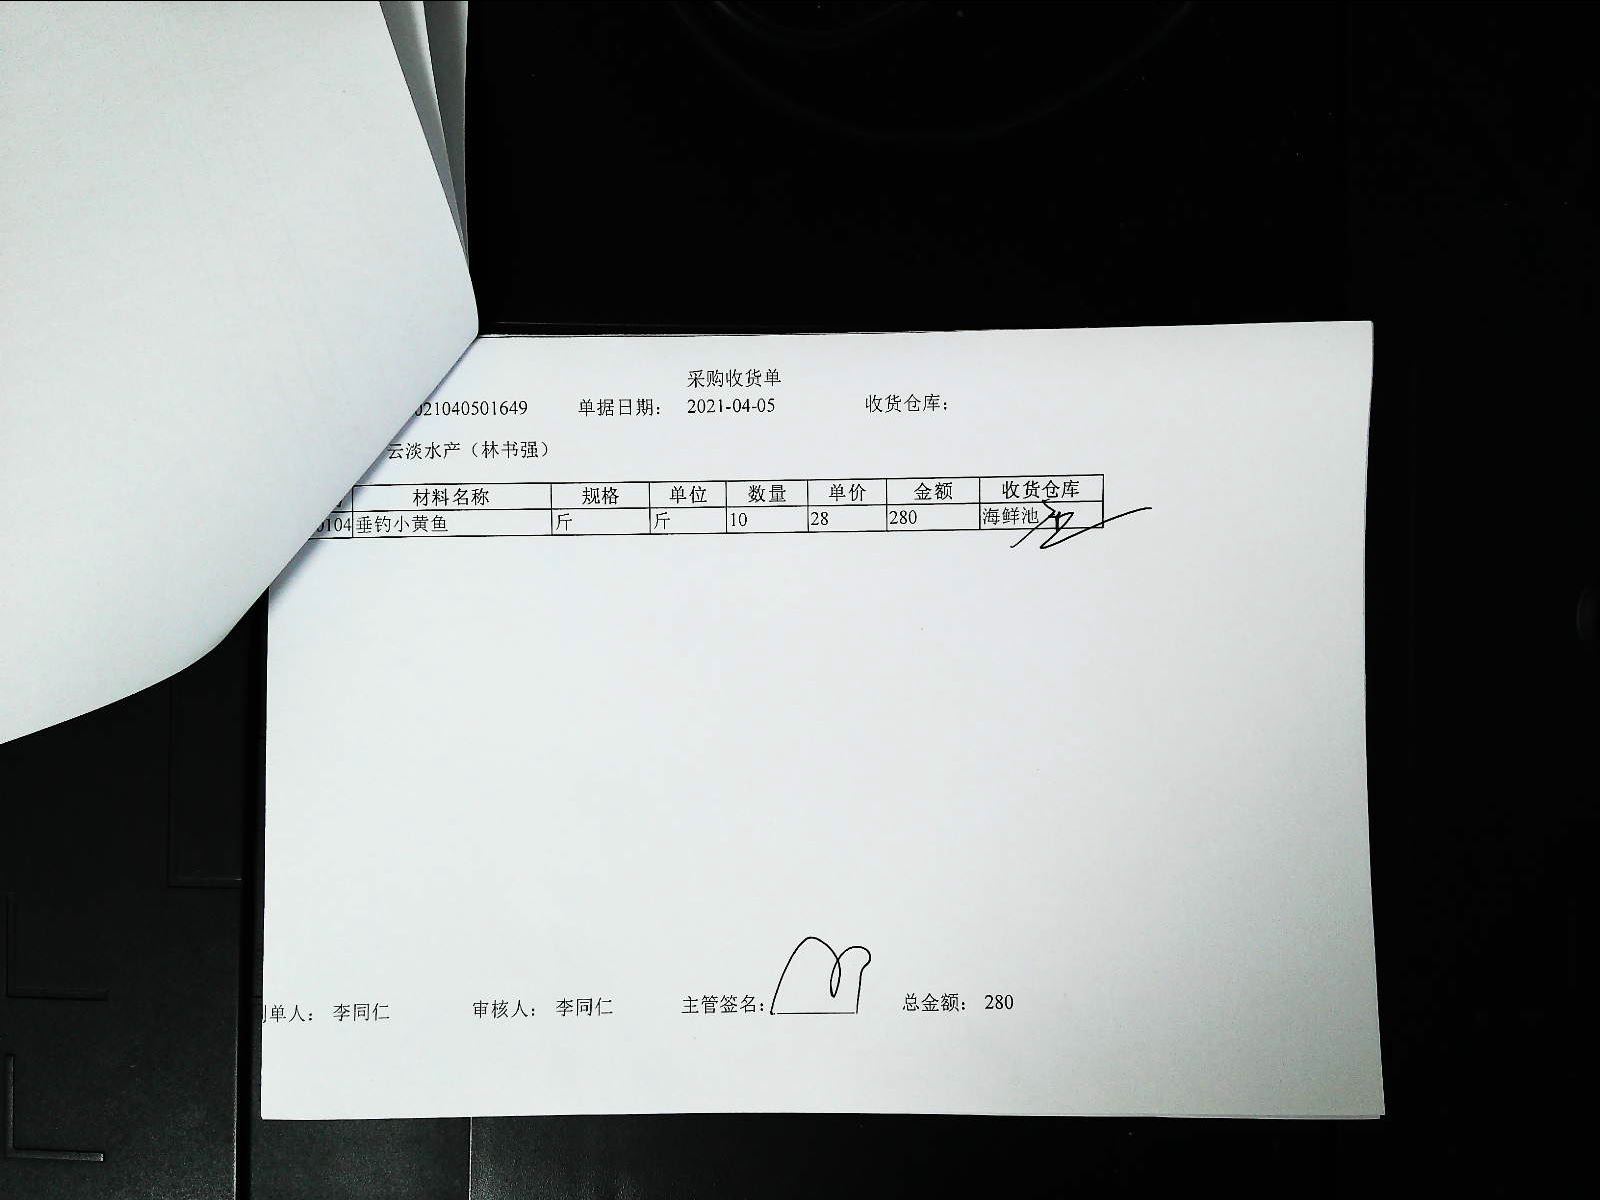 采购收货单
021040501649 单据日期: 2021-04-05 收货仓库:
云淡水产（林书强）
材料名称 规格 单位 数量 单价 金额 收货仓库
0104 垂钓小黄鱼 斤 斤 10 28 280 海鲜池
单人: 李同仁 审核人: 李同仁 主管签名: 总金额: 280